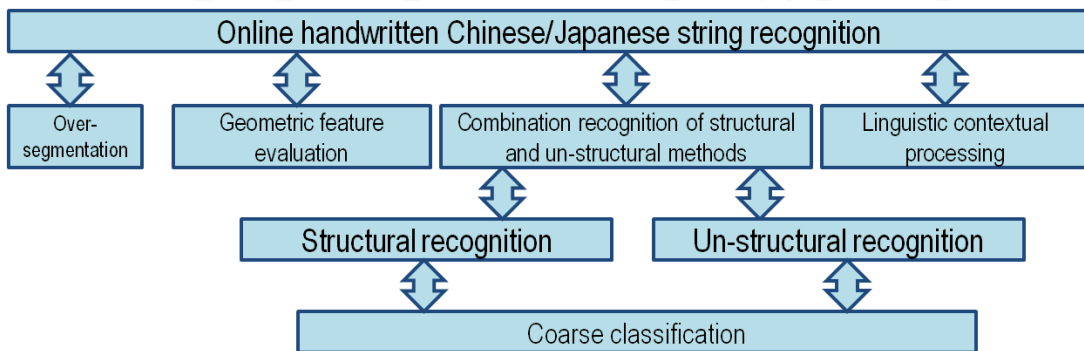 Online handwritten Chinese/Japanese string recognition
Over-
segmentation
Geometric feature
evaluation
Combination recognition of structural
and un-structural methods
Linguistic contextual
processing
Structural recognition
Un-structural recognition
Coarse classification